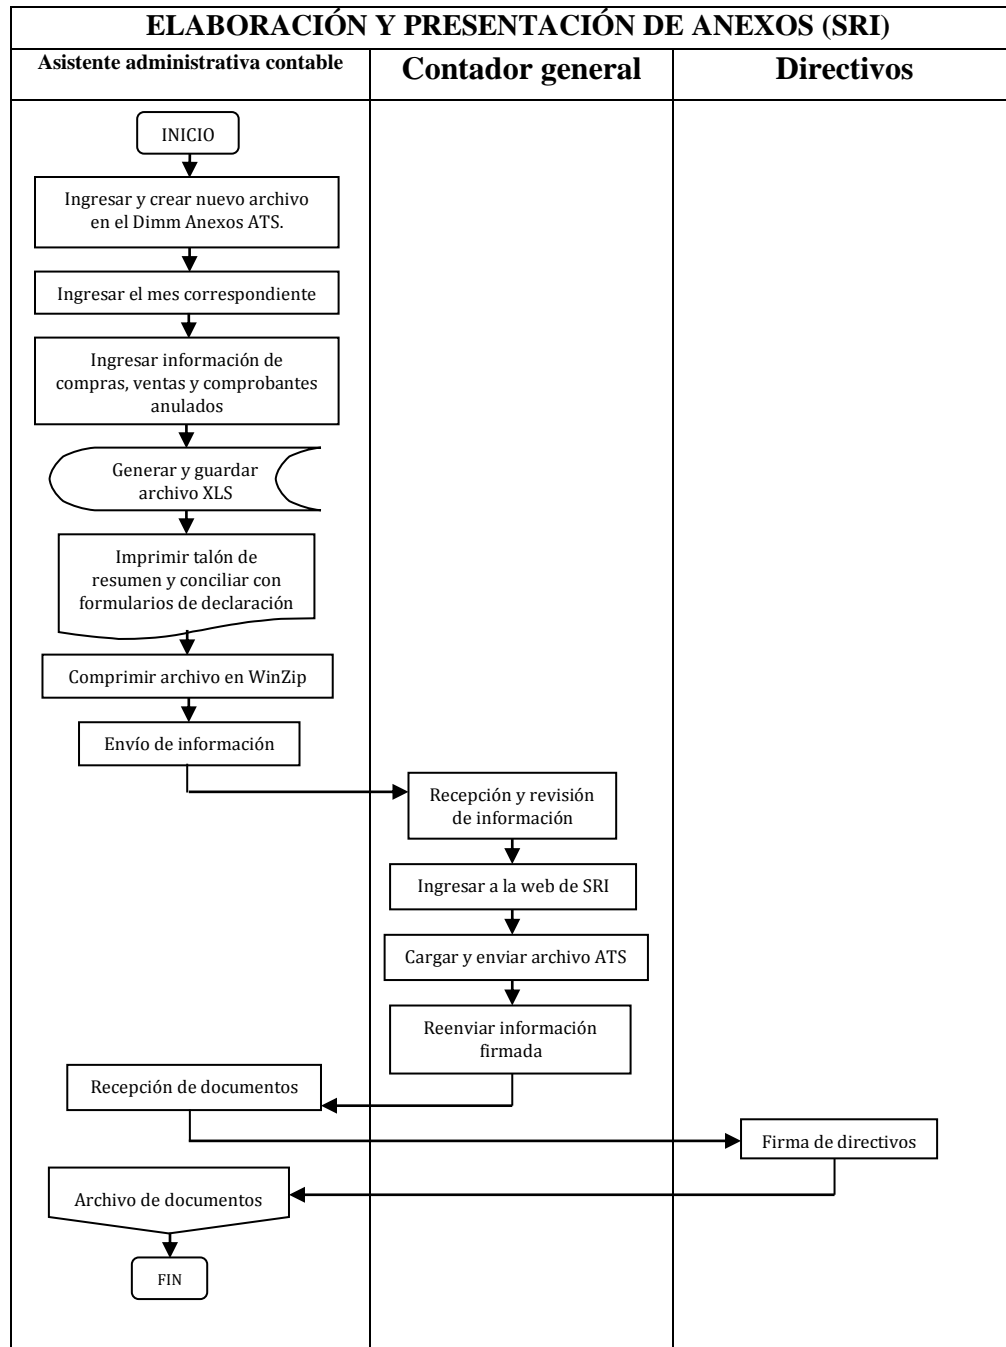 ELABORACIÓN Y PRESENTACIÓN DE ANEXOS (SRI)
Asistente administrativa contable
Contador general
Directivos
INICIO
Ingresar y crear nuevo archivo
en el Dimm Anexos ATS.
Ingresar el mes correspondiente
Ingresar información de
compras, ventas y comprobantes
anulados
Generar y guardar
archivo XLS
Imprimir talón de
resumen y conciliar con
formularios de declaración
Comprimir archivo en WinZip
Envío de información
Recepción y revisión
de información
Ingresar a la web de SRI
Cargar y enviar archivo ATS
Reenviar información
firmada
Recepción de documentos
Firma de directivos
Archivo de documentos
FIN